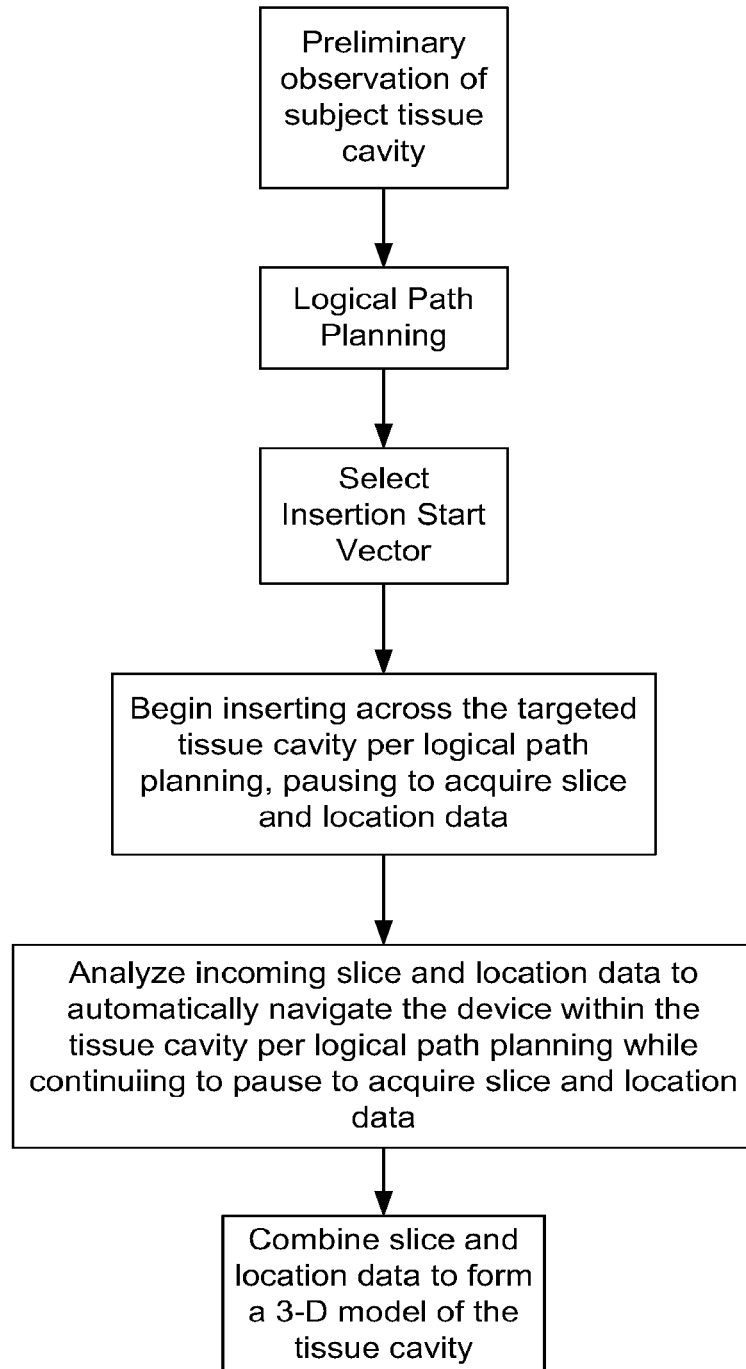 Preliminary
observation of
subject tissue
cavity
Logical Path
Planning
Select
Insertion Start
Vector
Begin inserting across the targeted
tissue cavity per logical path
planning, pausing to acquire slice
and location data
Analyze incoming slice and location data to
automatically navigate the device within the
tissue cavity per logical path planning while
continuiing to pause to acquire slice and location
data
Combine slice and
location data to form
a 3-D model of the
tissue cavity